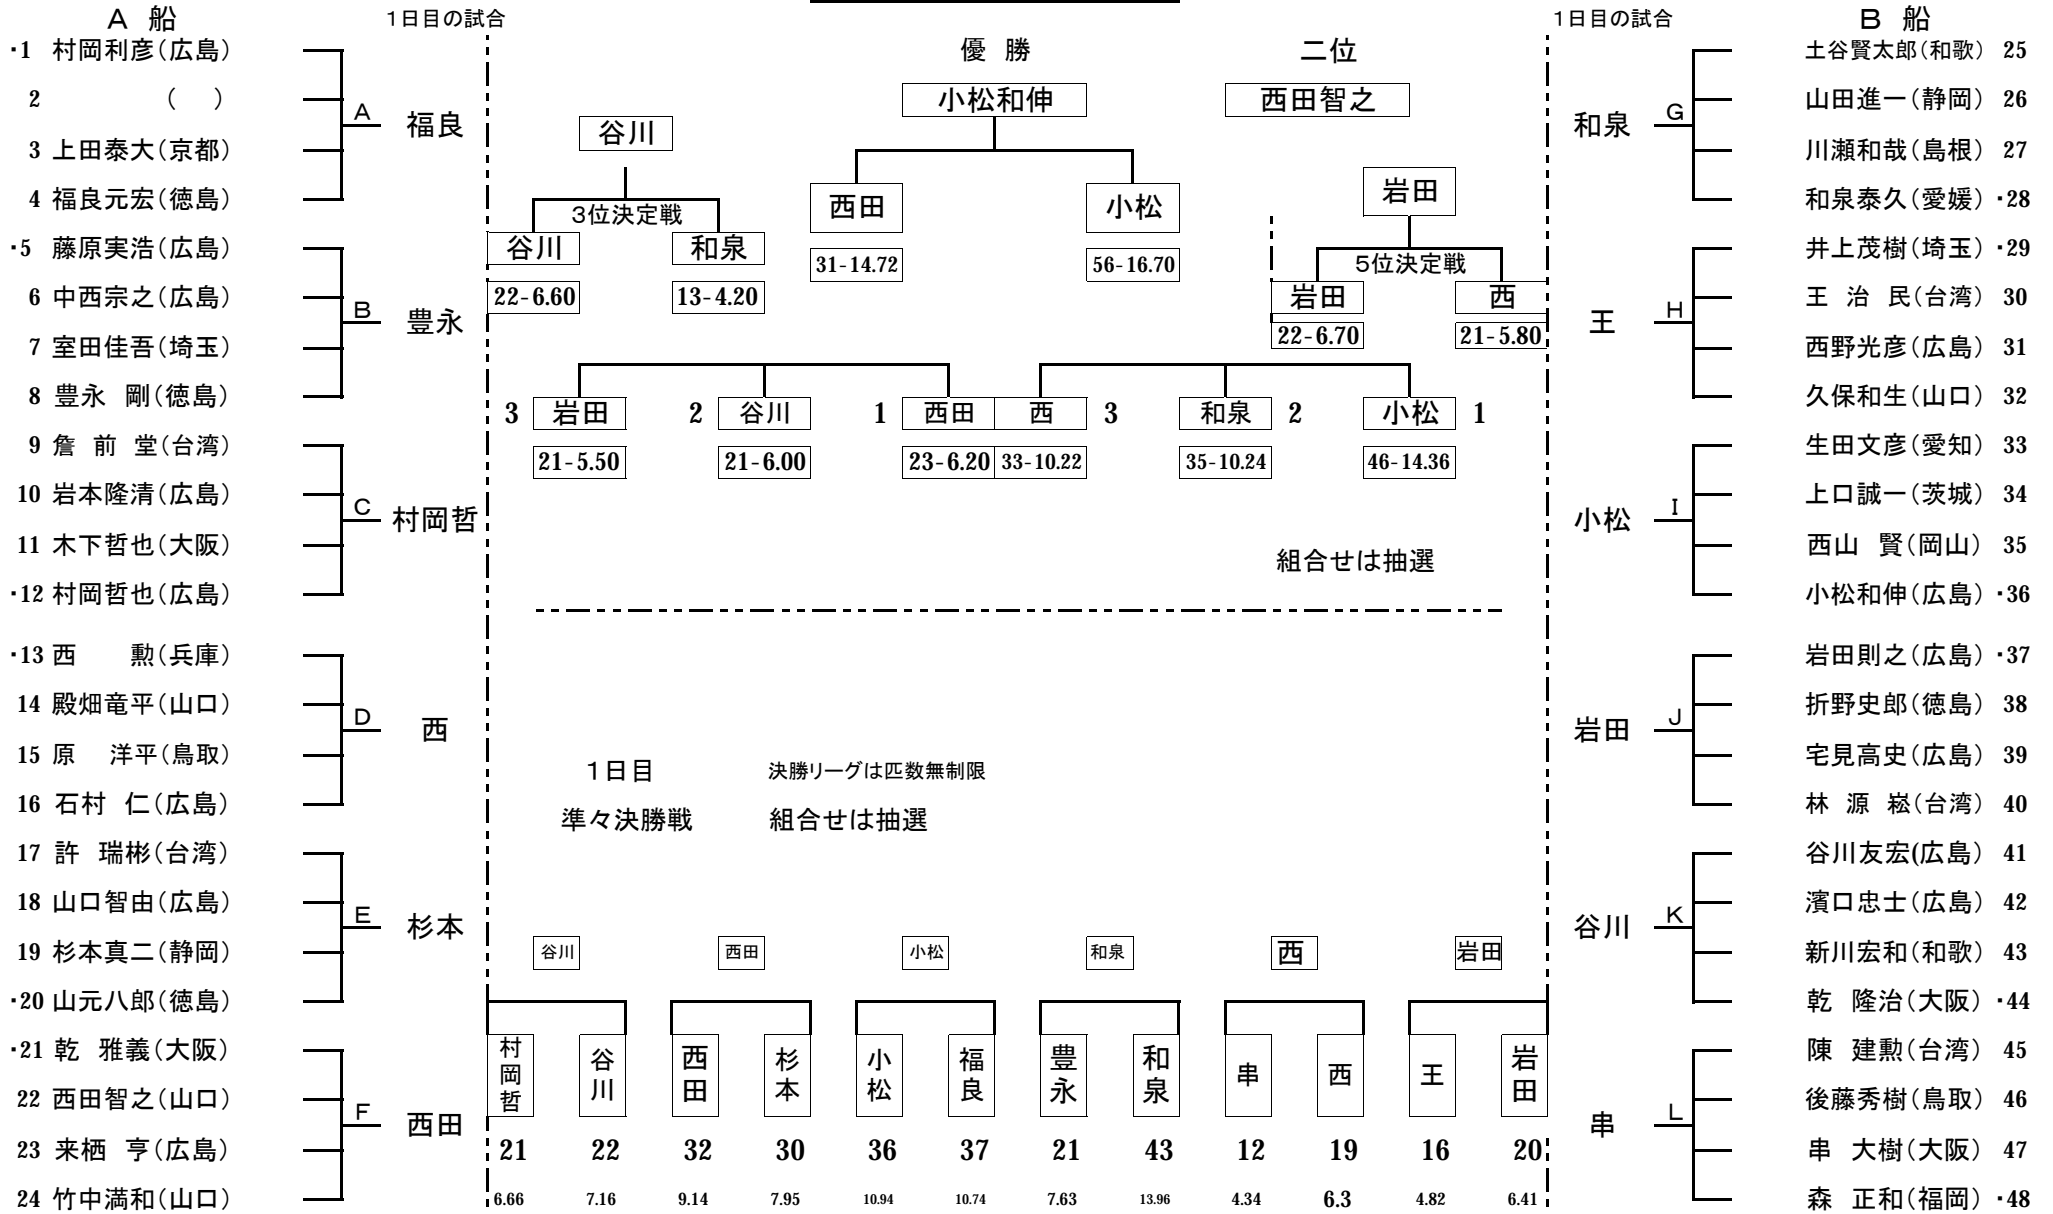 A 船
1日目の試合
・1 村岡利彦(広島)
2 ( )
3 上田泰大(京都)
4 福良元宏(徳島)
A 福良
・5 藤原実浩(広島)
6 中西宗之(広島)
7 室田佳吾(埼玉)
8 豊永 剛(徳島)
B 豊永
9 詹 前 堂(台湾)
10 岩本隆清(広島)
11 木下哲也(大阪)
・12 村岡哲也(広島)
C 村岡哲
・13 西 勲(兵庫)
14 殿畑竜平(山口)
15 原 洋平(鳥取)
16 石村 仁(広島)
D 西
17 許 瑞彬(台湾)
18 山口智由(広島)
19 杉本真二(静岡)
・20 山元八郎(徳島)
E 杉本
・21 乾 雅義(大阪)
22 西田智之(山口)
23 来栖 亨(広島)
24 竹中満和(山口)
F 西田
優 勝 二位
小松和伸 西田智之
谷川
西田 小松
31-14.72 56-16.70
3位決定戦
谷川 和泉
22-6.60 13-4.20
岩田
5位決定戦
岩田 西
22-6.70 21-5.80
3 岩田 2 谷川 1 西田 西 3 和泉 2 小松 1
21-5.50 21-6.00 23-6.20 33-10.22 35-10.24 46-14.36
組合せは抽選
1日目 決勝リーグは匹数無制限
準々決勝戦 組合せは抽選
谷川 西田 小松 和泉 西 岩田
村岡哲 谷川 西田 杉本 小松 福良 豊永 和泉 串 西 王 岩田
21 22 32 30 36 37 21 43 12 19 16 20
6.66 7.16 9.14 7.95 10.94 10.74 7.63 13.96 4.34 6.3 4.82 6.41
1日目の試合
B 船
土谷賢太郎(和歌) 25
山田進一(静岡) 26
川瀬和哉(島根) 27
和泉泰久(愛媛) ・28
和泉 G
井上茂樹(埼玉) ・29
王 治 民(台湾) 30
西野光彦(広島) 31
久保和生(山口) 32
王 H
生田文彦(愛知) 33
上口誠一(茨城) 34
西山 賢(岡山) 35
小松和伸(広島) ・36
小松 I
岩田則之(広島) ・37
折野史郎(徳島) 38
宅見高史(広島) 39
林 源 崧(台湾) 40
岩田 J
谷川友宏(広島) 41
濱口忠士(広島) 42
新川宏和(和歌) 43
乾 隆治(大阪) ・44
谷川 K
陳 建勲(台湾) 45
後藤秀樹(鳥取) 46
串 大樹(大阪) 47
森 正和(福岡) ・48
串 L